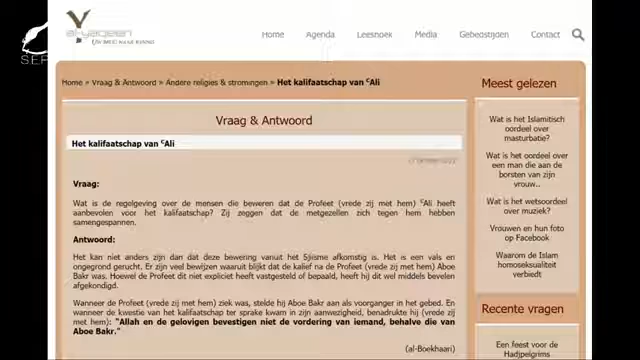 al-yaqeen
Home Agenda Leesnoek Media Gebedstijden Contact
Home » Vraag & Antwoord » Andere religies & stromingen » Het kalifaatschap van ᶜAli
Vraag & Antwoord
Het kalifaatschap van ᶜAli
Vraag:
Wat is de regelgeving over de mensen die beweren dat de Profeet (vrede zij met hem) ᶜAli heeft
aanbevolen voor het kalifaatschap? Zij zeggen dat de metgezellen zich tegen hem hebben
samengespannen.
Antwoord:
Het kan niet anders zijn dan dat deze bewering vanuit het Sjiisme afkomstig is. Het is een vals en
ongegrond gerucht. Er zijn veel bewijzen waaruit blijkt dat de kalief na de Profeet (vrede zij met hem) Aboe
Bakr was. Hoewel de Profeet dit niet expliciet heeft vastgesteld of bepaald, heeft hij dit wel middels bevelen
afgekondigd.
Wanneer de Profeet (vrede zij met hem) ziek was, stelde hij Aboe Bakr aan als voorganger in het gebed. En
wanneer de kwestie van het kalifaatschap ter sprake kwam in zijn aanwezigheid, benadrukte hij (vrede zij
met hem): "Allah en de gelovigen bevestigen niet de vordering van iemand, behalve die van
Aboe Bakr."
(al-Boekhaari)
Meest gelezen
Wat is het Islamitisch
oordeel over
masturbatie?
Wat is het oordeel over
een man die aan de
borsten van zijn
vrouw..
Wat is het wetsoordeel
over muziek?
Vrouwen en hun foto
op Facebook
Waarom de Islam
homoseksualiteit
verbiedt
Recente vragen
Een feest voor de
Hadjpelgrims